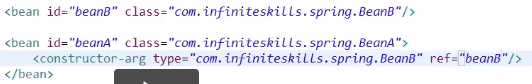 <bean id="beanB" class="com.infiniteskills.spring.BeanB"/>
<bean id="beanA" class="com.infiniteskills.spring.BeanA">
<constructor-arg type="com.infiniteskills.spring.BeanB" ref="beanB"/>
</bean>